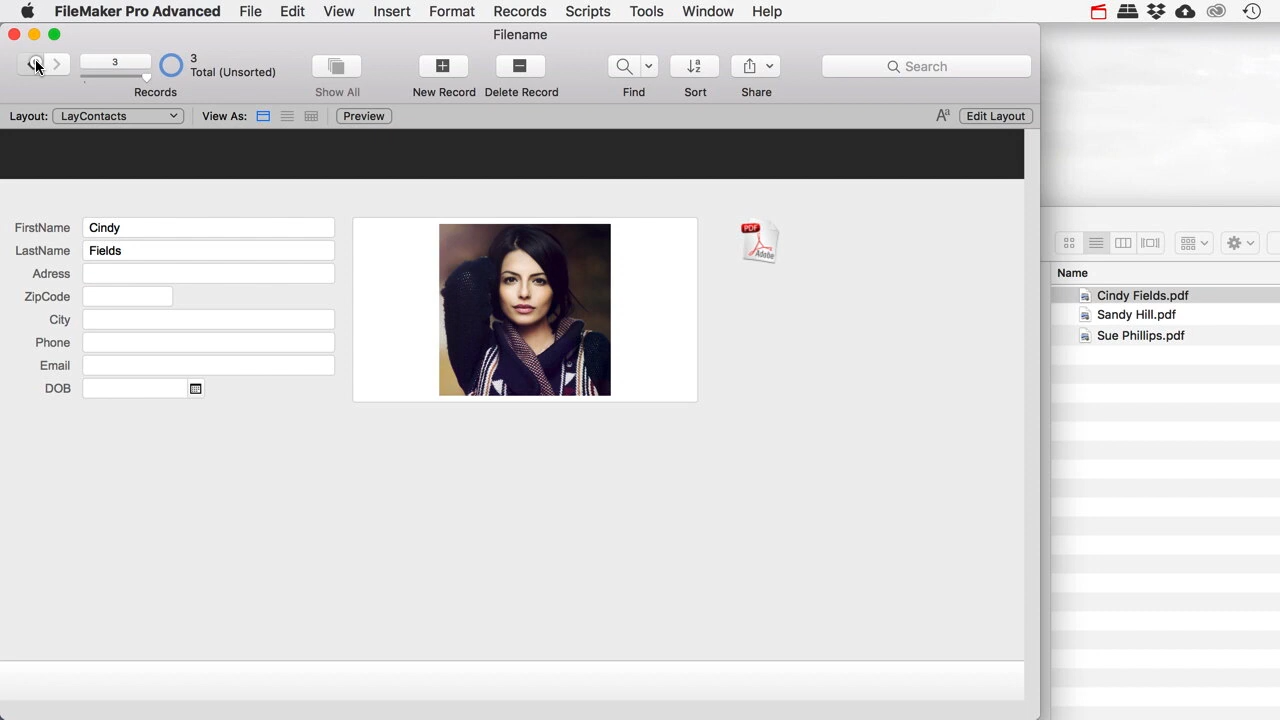 FileMaker Pro Advanced File Edit View Insert Format Records Scripts Tools Window Help
Filename
3
3
Total (Unsorted)
Records
Show All
New Record
Delete Record
Find
Sort
Share
Search
Layout: LayContacts
View As:
Preview
Aa
Edit Layout
FirstName Cindy
LastName Fields
Adress
ZipCode
City
Phone
Email
DOB
PDF
Adobe
Name
Cindy Fields.pdf
Sandy Hill.pdf
Sue Phillips.pdf